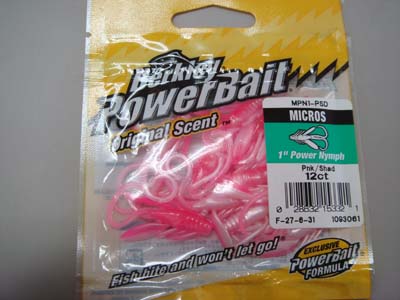 Berkley
PowerBait
Original Scent™
MPN1-PSD
MICROS
1" Power Nymph
Pnk/Shad
12ct
0 28632 15332 1
F-27-6-31 1093061
Fish bite and won't let go!
EXCLUSIVE
PowerBait
FORMULA